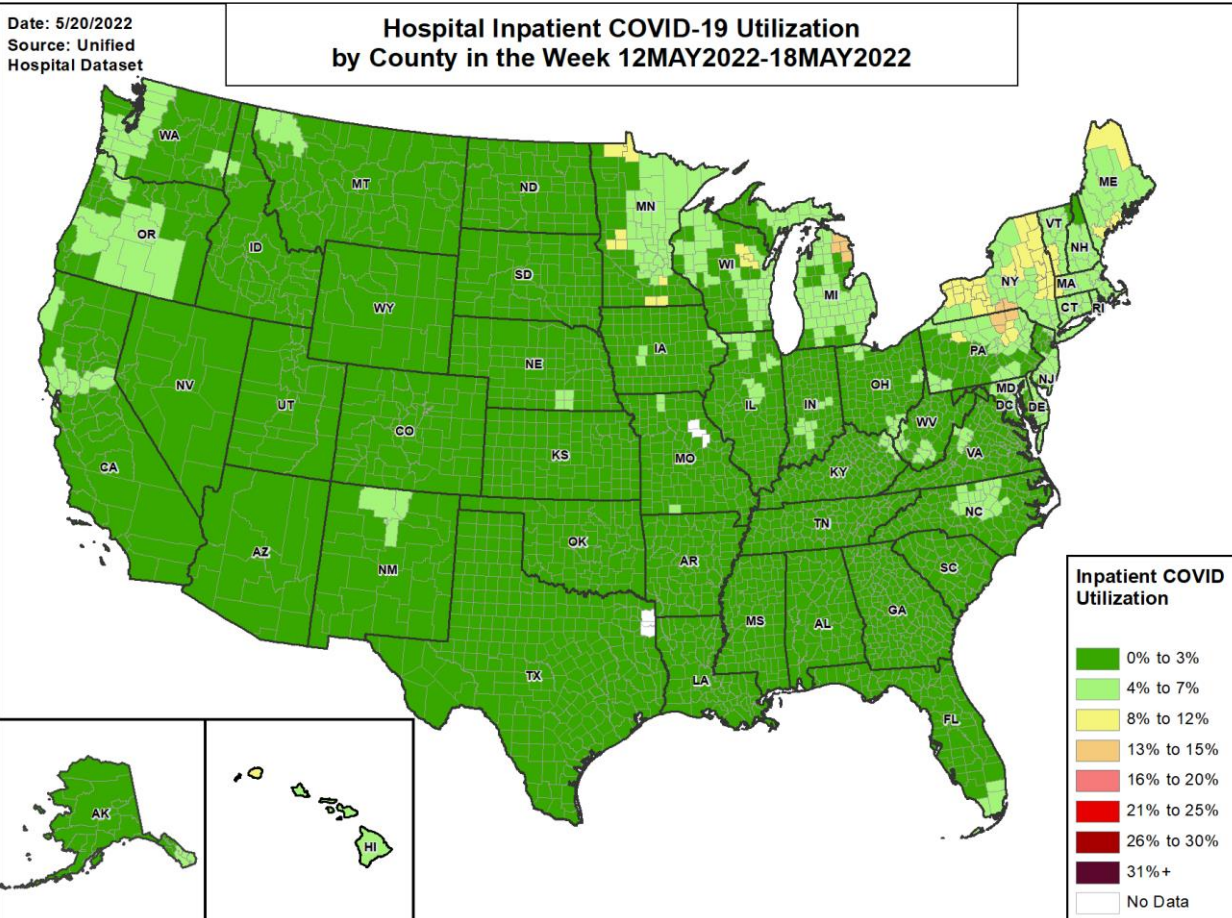 Date: 5/20/2022
Source: Unified
Hospital Dataset
Hospital Inpatient COVID-19 Utilization
by County in the Week 12MAY2022-18MAY2022
WA
MT
ND
MN
ME
OR
ID
SD
WI
VT
NH
WY
MI
NY
MA
CT
RI
IA
NE
PA
NV
UT
IL
IN
OH
MD
NJ
DC
DE
CO
WV
VA
CA
KS
MO
KY
NC
TN
AZ
NM
OK
AR
SC
MS
AL
GA
TX
LA
FL
AK
HI
Inpatient COVID
Utilization
0% to 3%
4% to 7%
8% to 12%
13% to 15%
16% to 20%
21% to 25%
26% to 30%
31%+
No Data